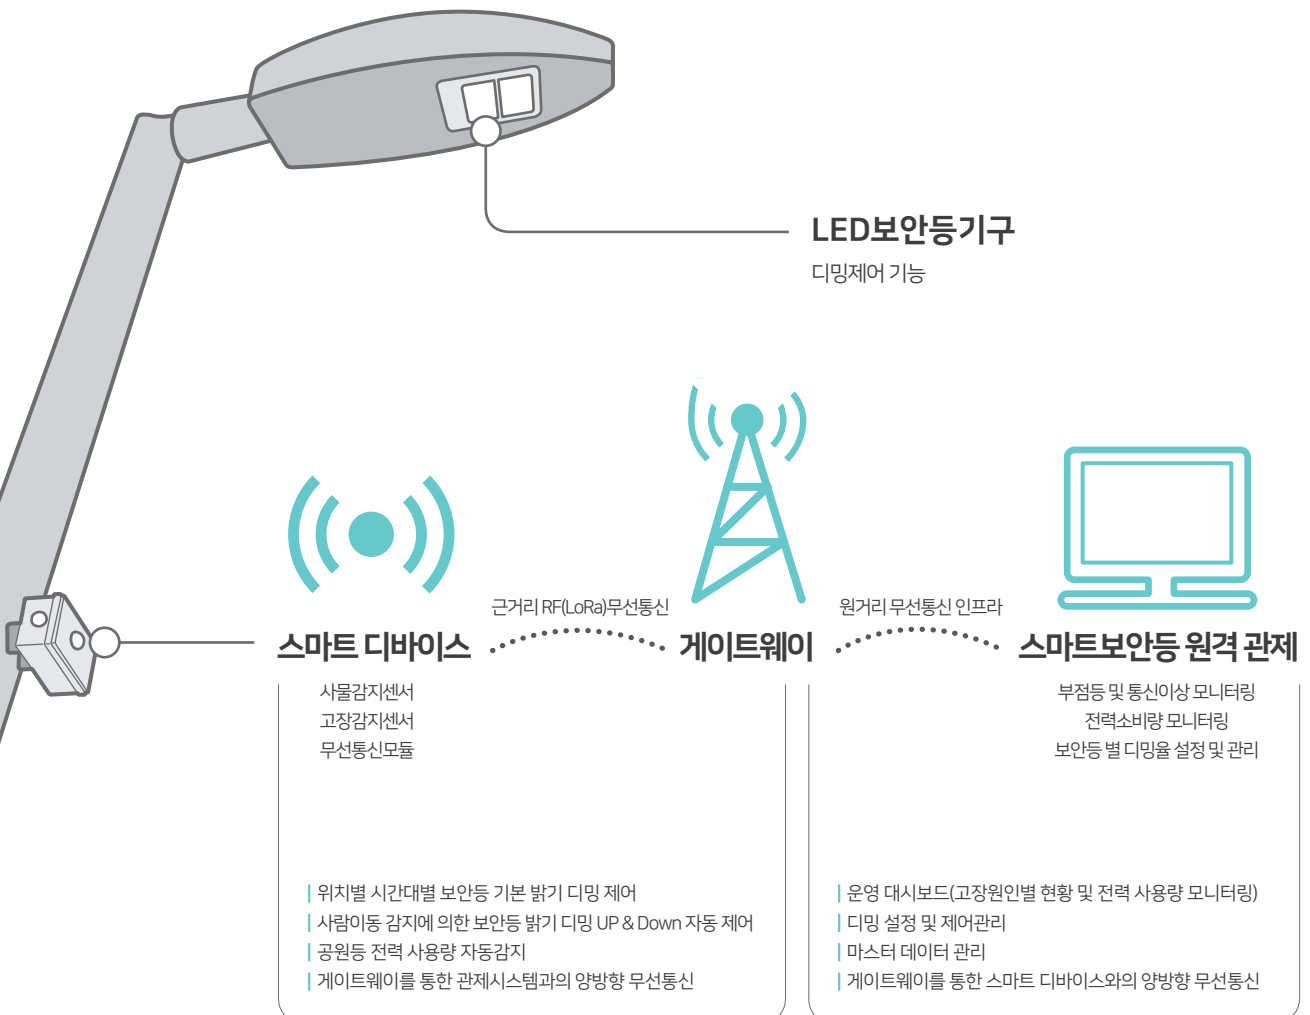 LED보안등기구
디밍제어 기능
근거리 RF(LoRa)무선통신
원거리 무선통신 인프라
스마트 디바이스
게이트웨이
스마트보안등 원격 관제
사물감지센서
고장감지센서
무선통신모듈
부점등 및 통신이상 모니터링
전력소비량 모니터링
보안등 별 디밍율 설정 및 관리
위치별 시간대별 보안등 기본 밝기 디밍 제어
사람이동 감지에 의한 보안등 밝기 디밍 UP & Down 자동 제어
공원등 전력 사용량 자동감지
게이트웨이를 통한 관제시스템과의 양방향 무선통신
운영 대시보드(고장원인별 현황 및 전력 사용량 모니터링)
디밍 설정 및 제어관리
마스터 데이터 관리
게이트웨이를 통한 스마트 디바이스와의 양방향 무선통신